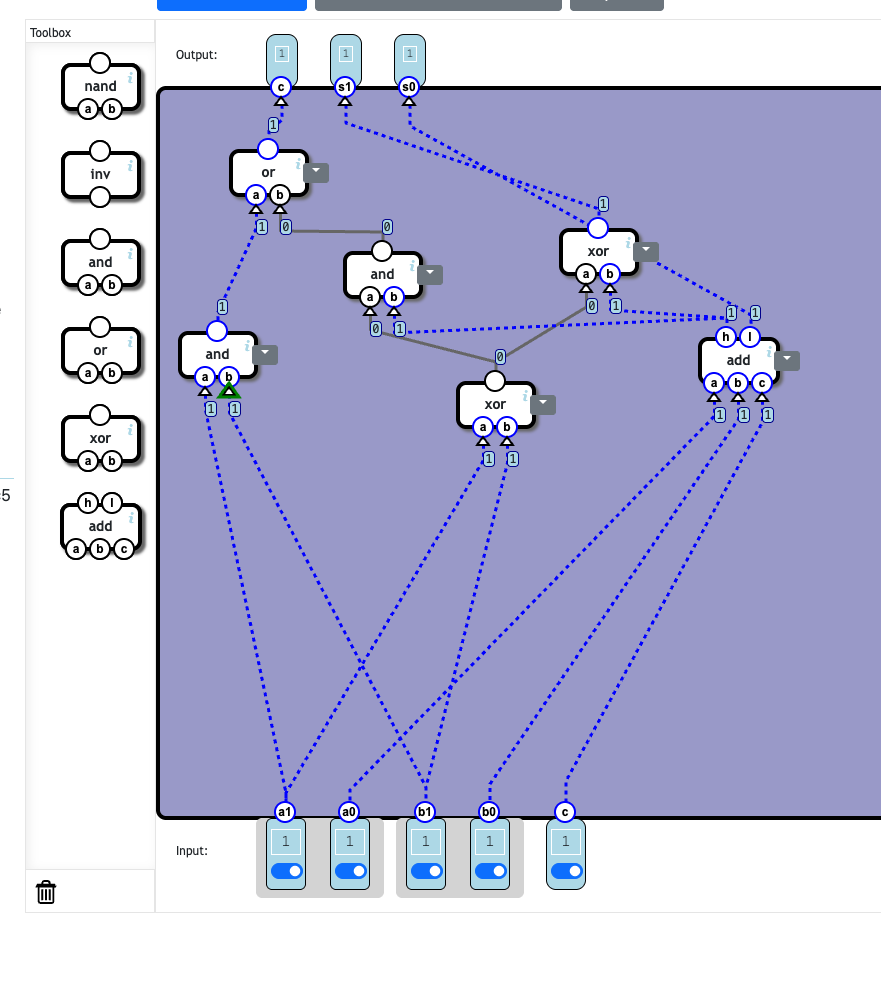 Toolbox
Output:
1 1 1
c s1 s0
nand
i
a b
inv
i
and
i
a b
or
i
a b
xor
i
a b
h l
add
i
a b c
1
or
i
a b
1 0 0
1
xor
i
a b
0 1
and
i
a b
0 1
1
and
i
a b
1 1
0
xor
i
a b
1 1
1 1
h l
add
i
a b c
1 1 1
:5
a1 a0 b1 b0 c
Input:
1 1 1 1 1